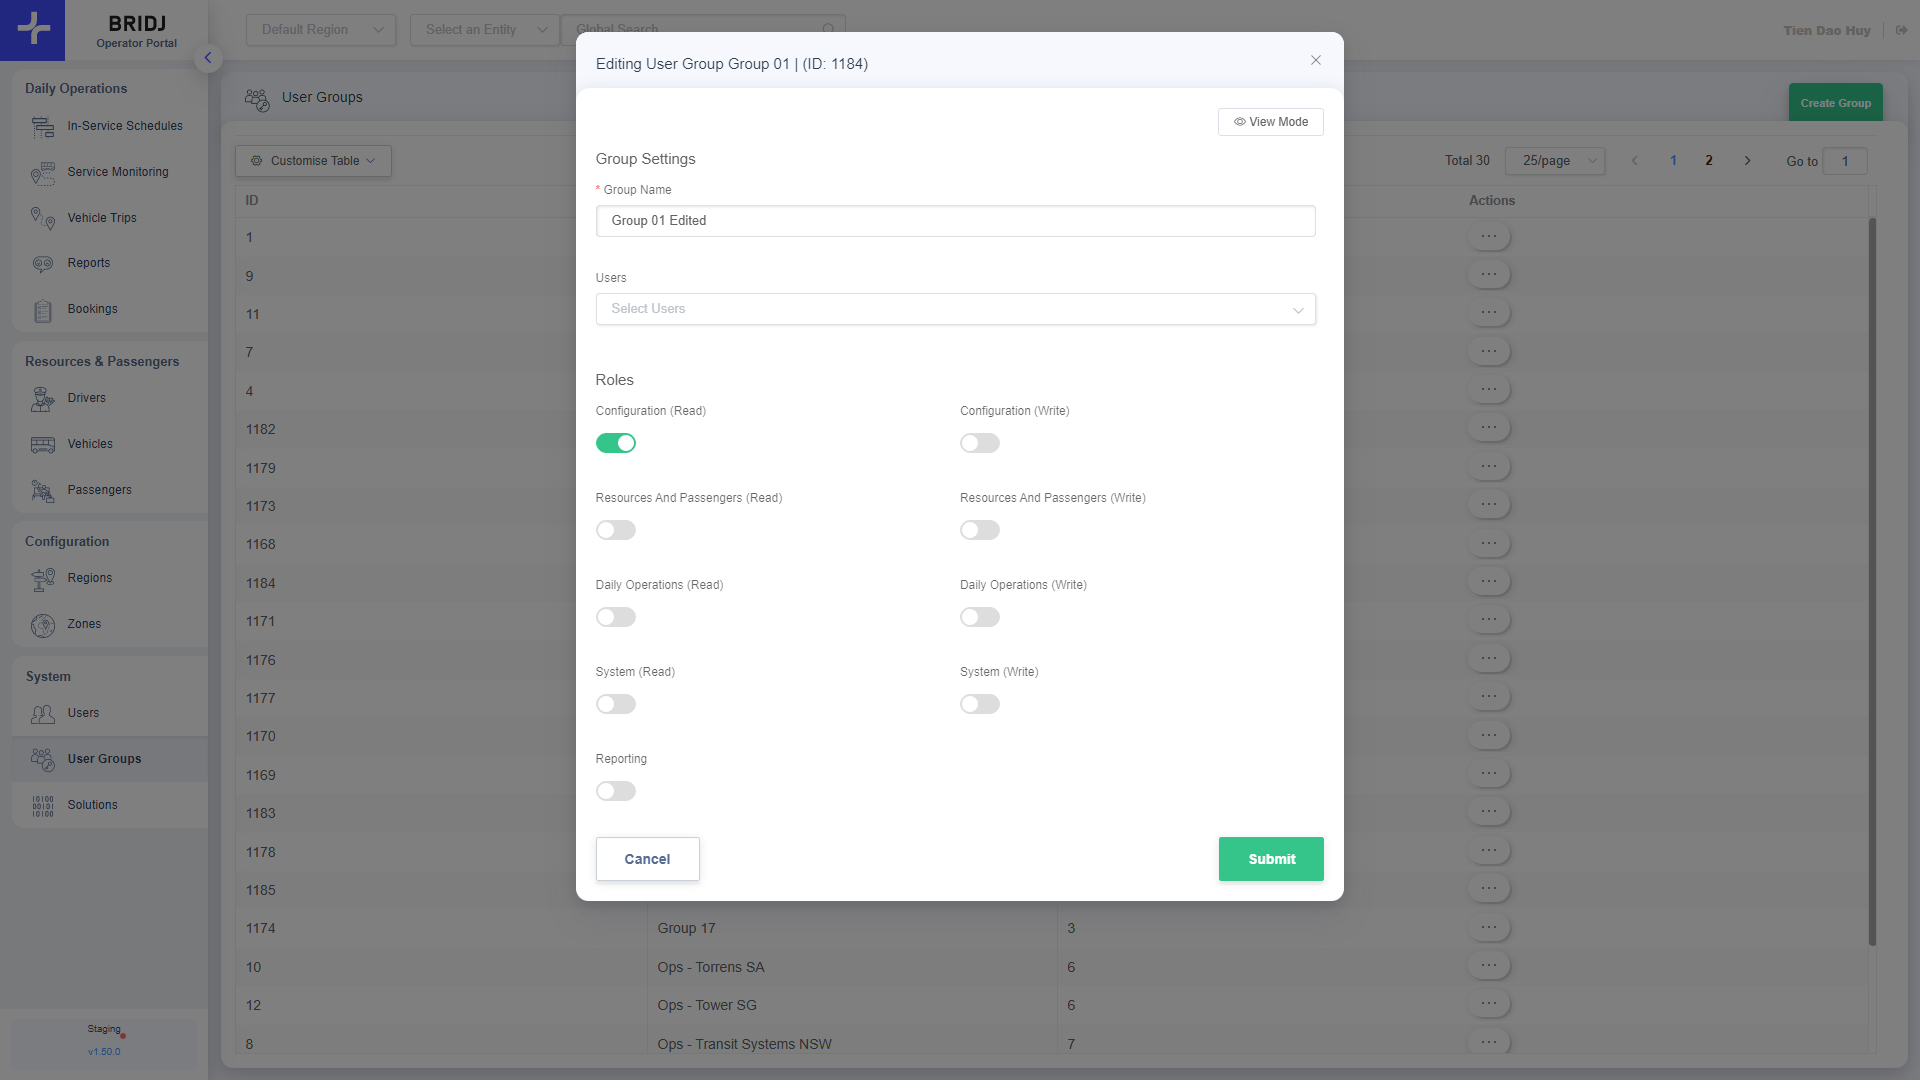 BRIDJ
Operator Portal
Default Region
Select an Entity
Global Search
Tien Dao Huy
Daily Operations
In-Service Schedules
Service Monitoring
Vehicle Trips
Reports
Bookings
Resources & Passengers
Drivers
Vehicles
Passengers
Configuration
Regions
Zones
System
Users
User Groups
Solutions
Staging
v1.50.0
User Groups
Create Group
Customise Table
Total 30
25/page
1
2
Go to
1
ID
Actions
1
9
11
7
4
1182
1179
1173
1168
1184
1171
1176
1177
1170
1169
1183
1178
1185
1174 Group 17 3
10 Ops - Torrens SA 6
12 Ops - Tower SG 6
8 Ops - Transit Systems NSW 7
Editing User Group Group 01 | (ID: 1184)
View Mode
Group Settings
* Group Name
Group 01 Edited
Users
Select Users
Roles
Configuration (Read)
Configuration (Write)
Resources And Passengers (Read)
Resources And Passengers (Write)
Daily Operations (Read)
Daily Operations (Write)
System (Read)
System (Write)
Reporting
Cancel
Submit